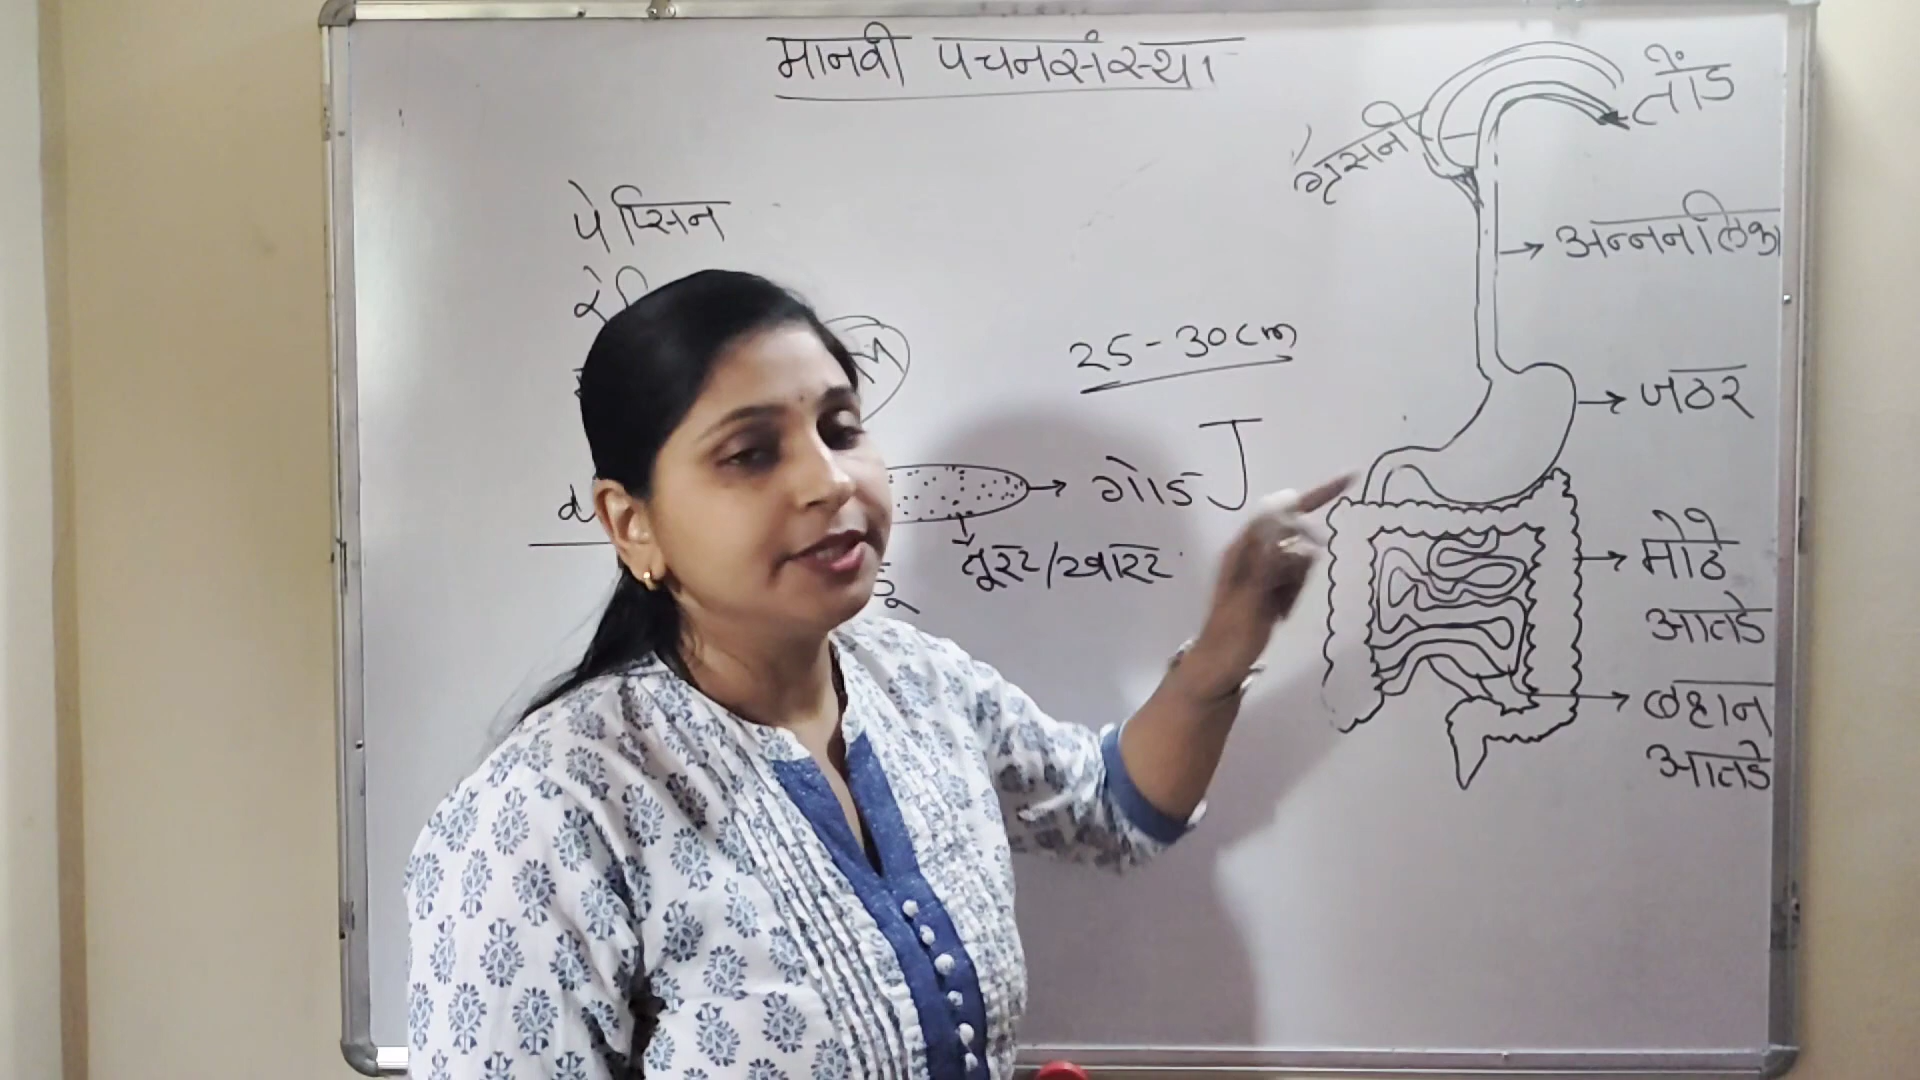 मानवी पचनसंस्था
तोंड
ग्रसनी
पेप्सिन
अन्ननलिका
25-30cm
जठर
J
गोड
तूरट/खारट
मोठे
आतडे
लहान
आतडे